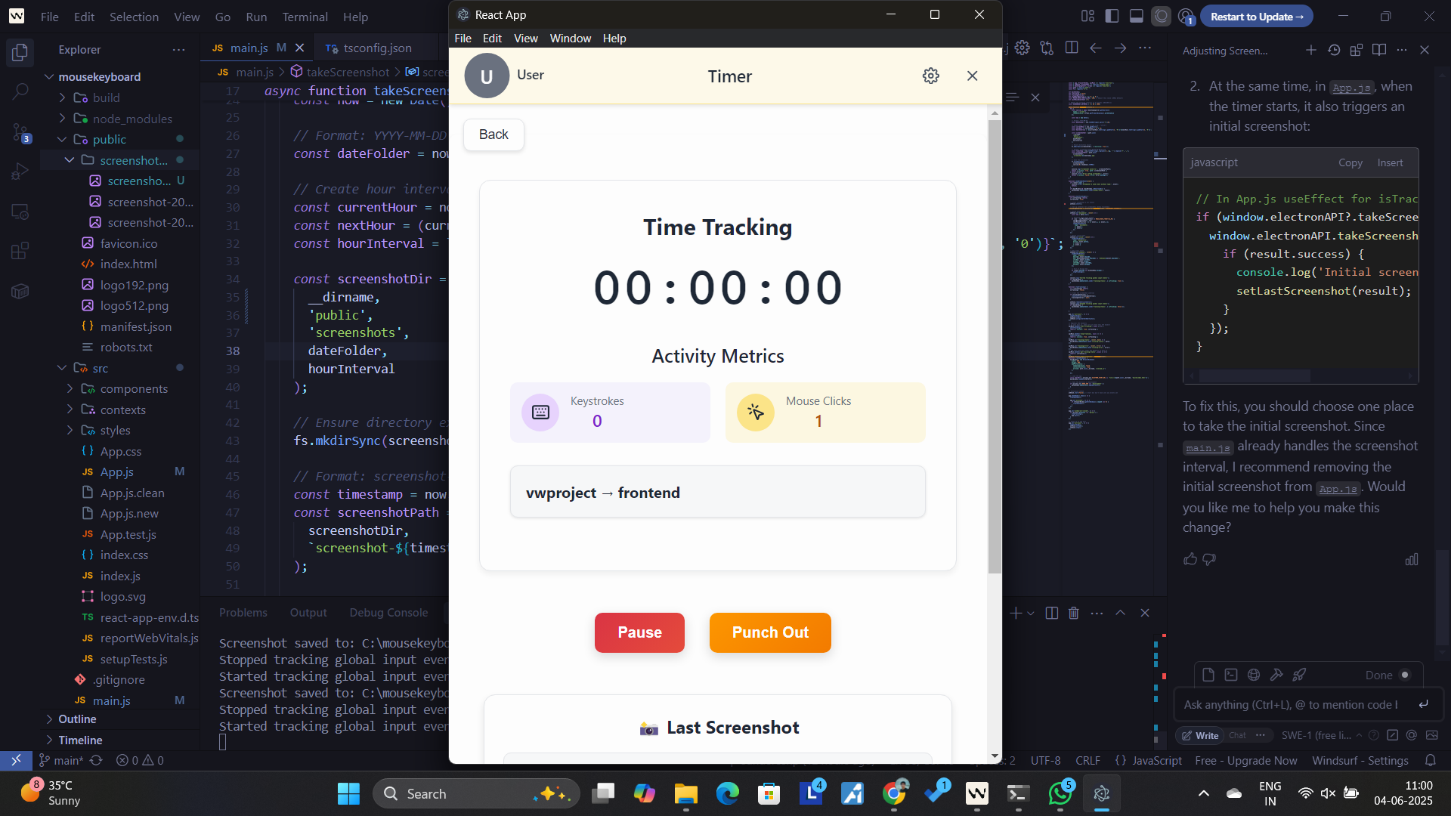 File Edit Selection View Go Run Terminal Help
Restart to Update →
1
Explorer
mousekeyboard
build
node_modules
public
screenshot...
screensho... U
screenshot-20...
screenshot-20...
favicon.ico
index.html
logo192.png
logo512.png
manifest.json
robots.txt
src
components
contexts
styles
App.css
App.js M
App.js.clean
App.js.new
App.test.js
index.css
index.js
logo.svg
react-app-env.d.ts
reportWebVitals.js
setupTests.js
.gitignore
main.js M
Outline
Timeline
3
main.js M
tsconfig.json
main.js > takeScreenshot >
17 async function takeScreens
25
26 // Format: YYYY-MM-DD
27 const dateFolder = nov
28
29 // Create hour interva
30 const currentHour = no
31 const nextHour = (curr
32 const hourInterval = `
, '0')}`;
33
34 const screenshotDir =
35 __dirname,
36 'public',
37 'screenshots',
38 dateFolder,
39 hourInterval
40 );
41
42 // Ensure directory e
43 fs.mkdirSync(screensho
44
45 // Format: screenshot
46 const timestamp = now
47 const screenshotPath =
48 screenshotDir,
49 `screenshot-${timest
50 );
51
Problems Output Debug Console
Screenshot saved to: C:\mousekeybo
Stopped tracking global input even
Started tracking global input even
Screenshot saved to: C:\mousekeybo
Stopped tracking global input even
Started tracking global input even
React App
File Edit View Window Help
U User
Timer
Back
Time Tracking
00:00:00
Activity Metrics
Keystrokes
0
Mouse Clicks
1
vwproject → frontend
Pause
Punch Out
Last Screenshot
Adjusting Screen...
2. At the same time, in App.js, when
the timer starts, it also triggers an
initial screenshot:
javascript Copy Insert
// In App.js useEffect for isTrac
if (window.electronAPI?.takeScree
window.electronAPI.takeScreensh
if (result.success) {
console.log('Initial screen
setLastScreenshot(result);
}
});
}
To fix this, you should choose one place
to take the initial screenshot. Since
main.js already handles the screenshot
interval, I recommend removing the
initial screenshot from App.js. Would
you like me to help you make this
change?
Done
Ask anything (Ctrl+L), @ to mention code l
Write Chat SWE-1 (free li...
main* 0 0
: 2 UTF-8 CRLF { } JavaScript Free - Upgrade Now Windsurf - Settings
8
35°C
Sunny
Search
4
1
5
ENG
IN
11:00
04-06-2025